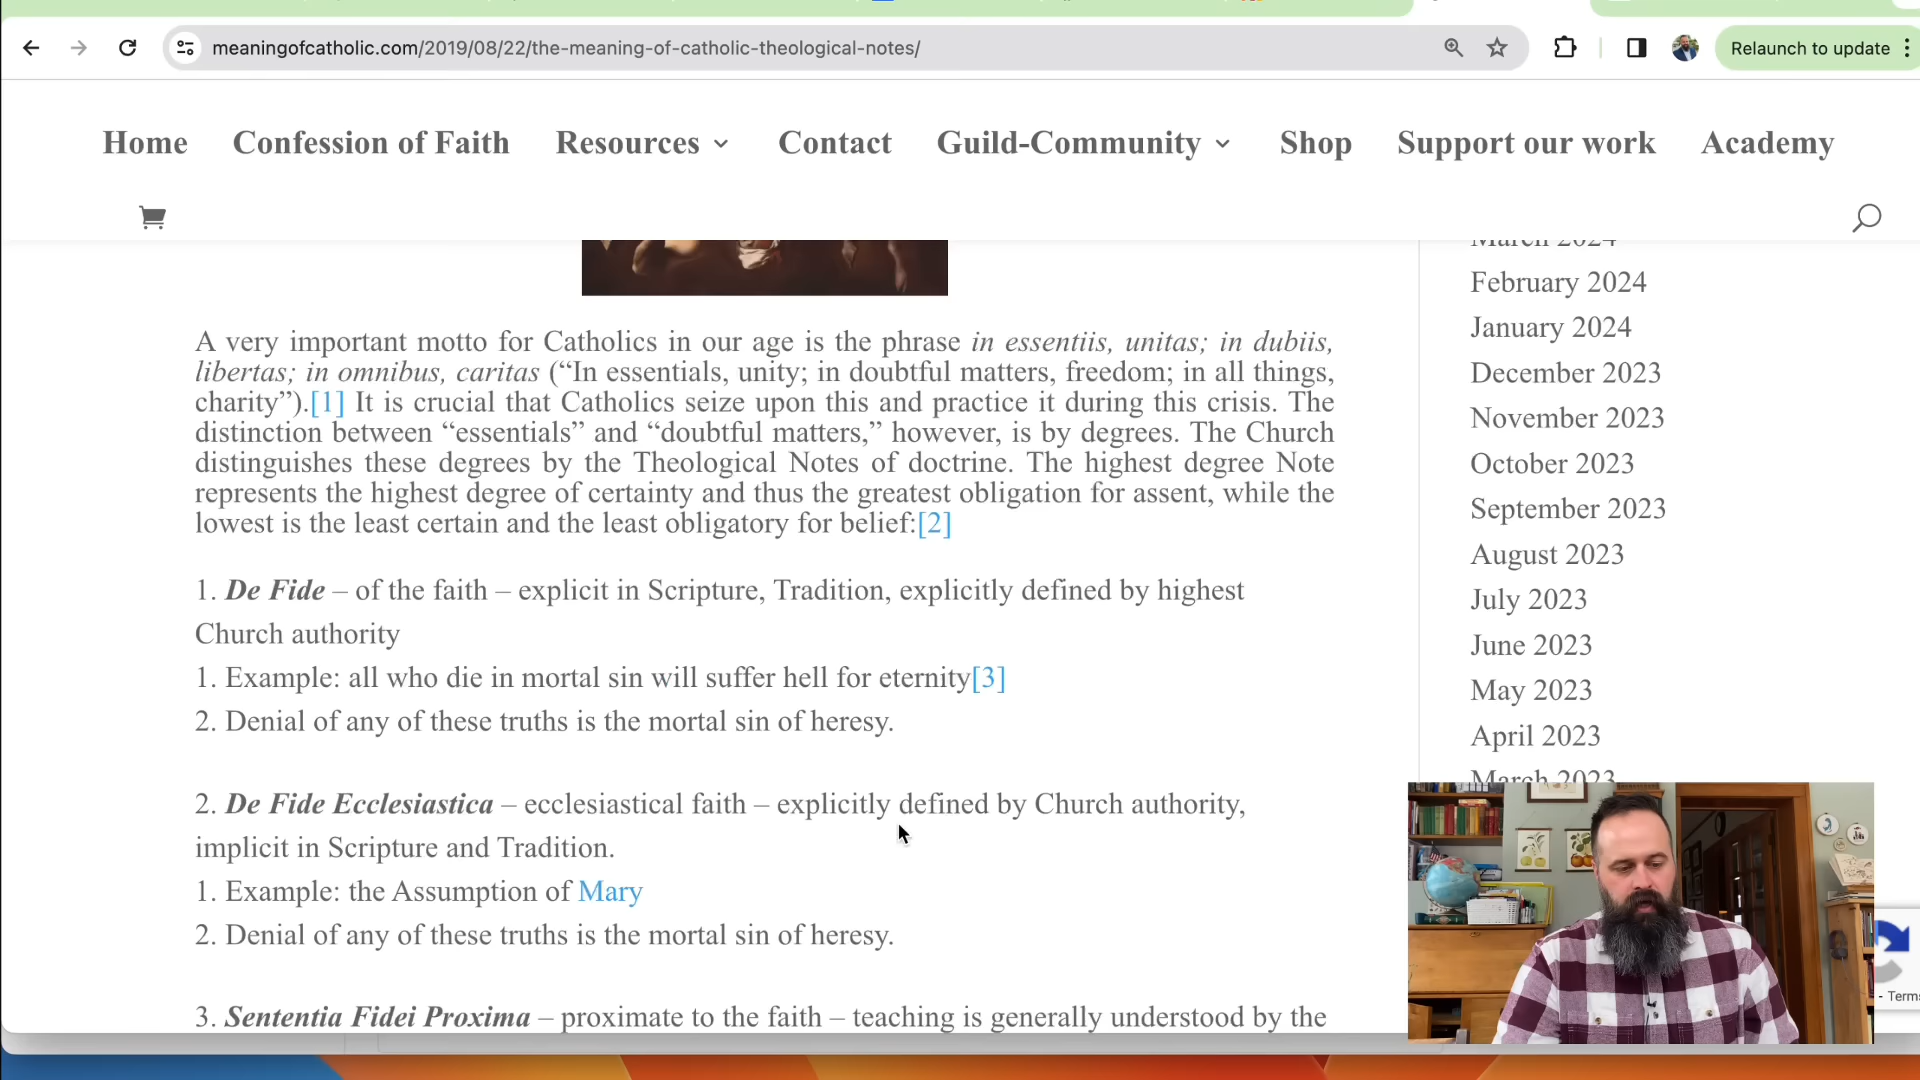 meaningofcatholic.com/2019/08/22/the-meaning-of-catholic-theological-notes/
Relaunch to update
Home Confession of Faith Resources Contact Guild-Community Shop Support our work Academy
March 2024
February 2024
January 2024
December 2023
November 2023
October 2023
September 2023
August 2023
July 2023
June 2023
May 2023
April 2023
March 2023
A very important motto for Catholics in our age is the phrase in essentiis, unitas; in dubiis,
libertas; in omnibus, caritas (“In essentials, unity; in doubtful matters, freedom; in all things,
charity”).[1] It is crucial that Catholics seize upon this and practice it during this crisis. The
distinction between “essentials” and “doubtful matters,” however, is by degrees. The Church
distinguishes these degrees by the Theological Notes of doctrine. The highest degree Note
represents the highest degree of certainty and thus the greatest obligation for assent, while the
lowest is the least certain and the least obligatory for belief:[2]
1. De Fide – of the faith – explicit in Scripture, Tradition, explicitly defined by highest
Church authority
1. Example: all who die in mortal sin will suffer hell for eternity[3]
2. Denial of any of these truths is the mortal sin of heresy.
2. De Fide Ecclesiastica – ecclesiastical faith – explicitly defined by Church authority,
implicit in Scripture and Tradition.
1. Example: the Assumption of Mary
2. Denial of any of these truths is the mortal sin of heresy.
3. Sententia Fidei Proxima – proximate to the faith – teaching is generally understood by the
- Terms